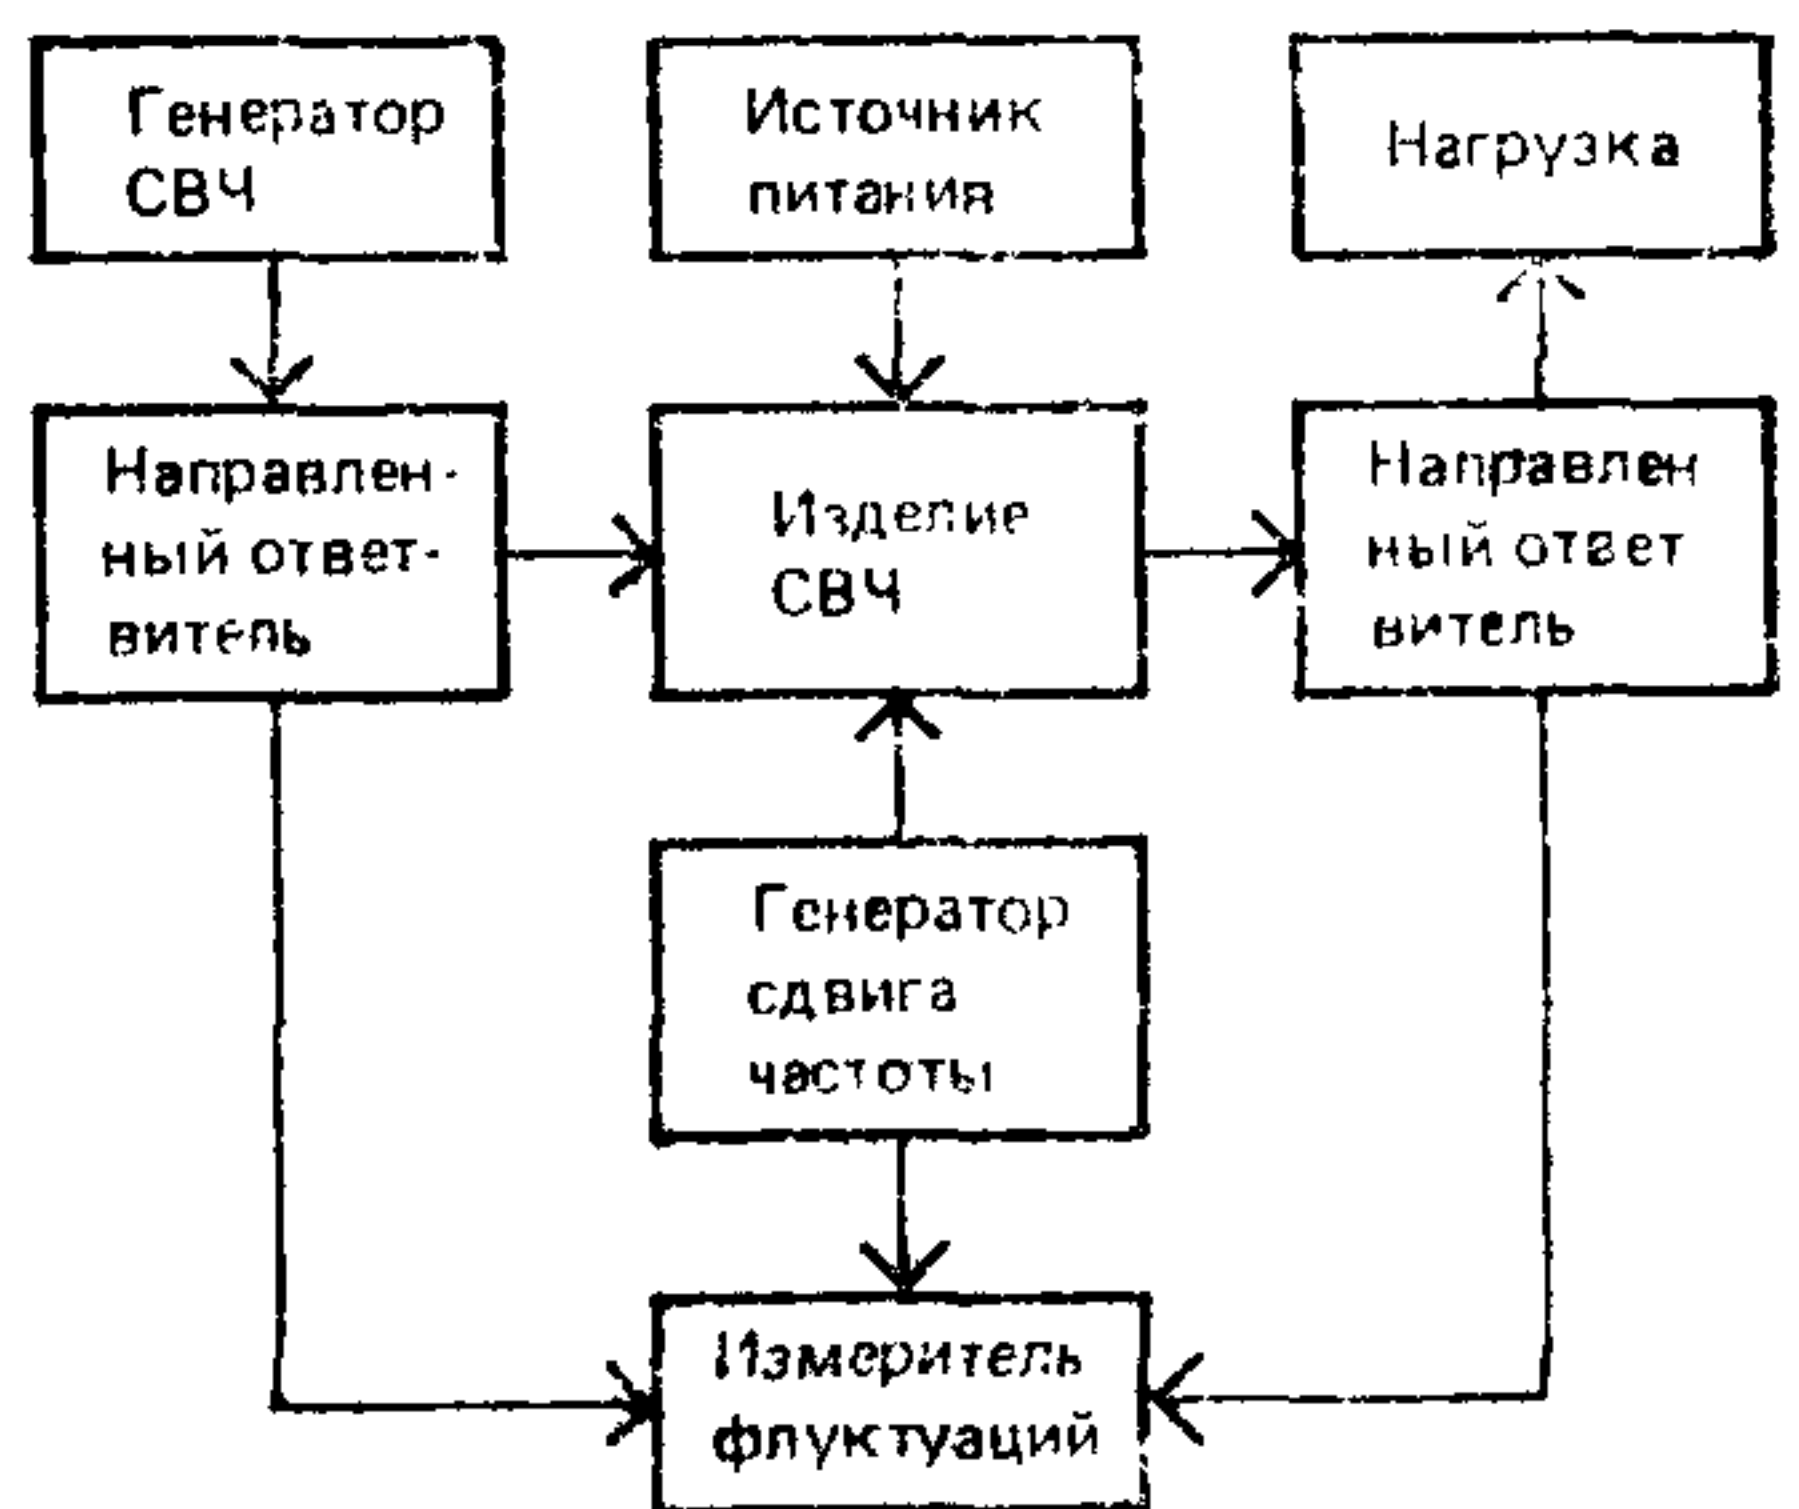 Генератор
СВЧ
Источник
питания
Нагрузка
Направлен-
ный ответ-
витель
Изделие
СВЧ
Направлен
ный ответ
витель
Генератор
сдвига
частоты
Измеритель
флуктуаций